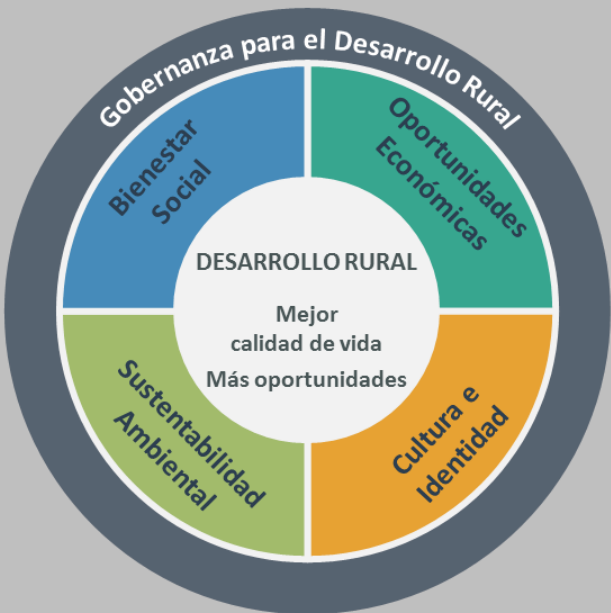 Gobernanza para el Desarrollo Rural
Bienestar
Social
Oportunidades
Económicas
DESARROLLO RURAL
Mejor
calidad de vida
Más oportunidades
Sustentabilidad
Ambiental
Cultura e
Identidad